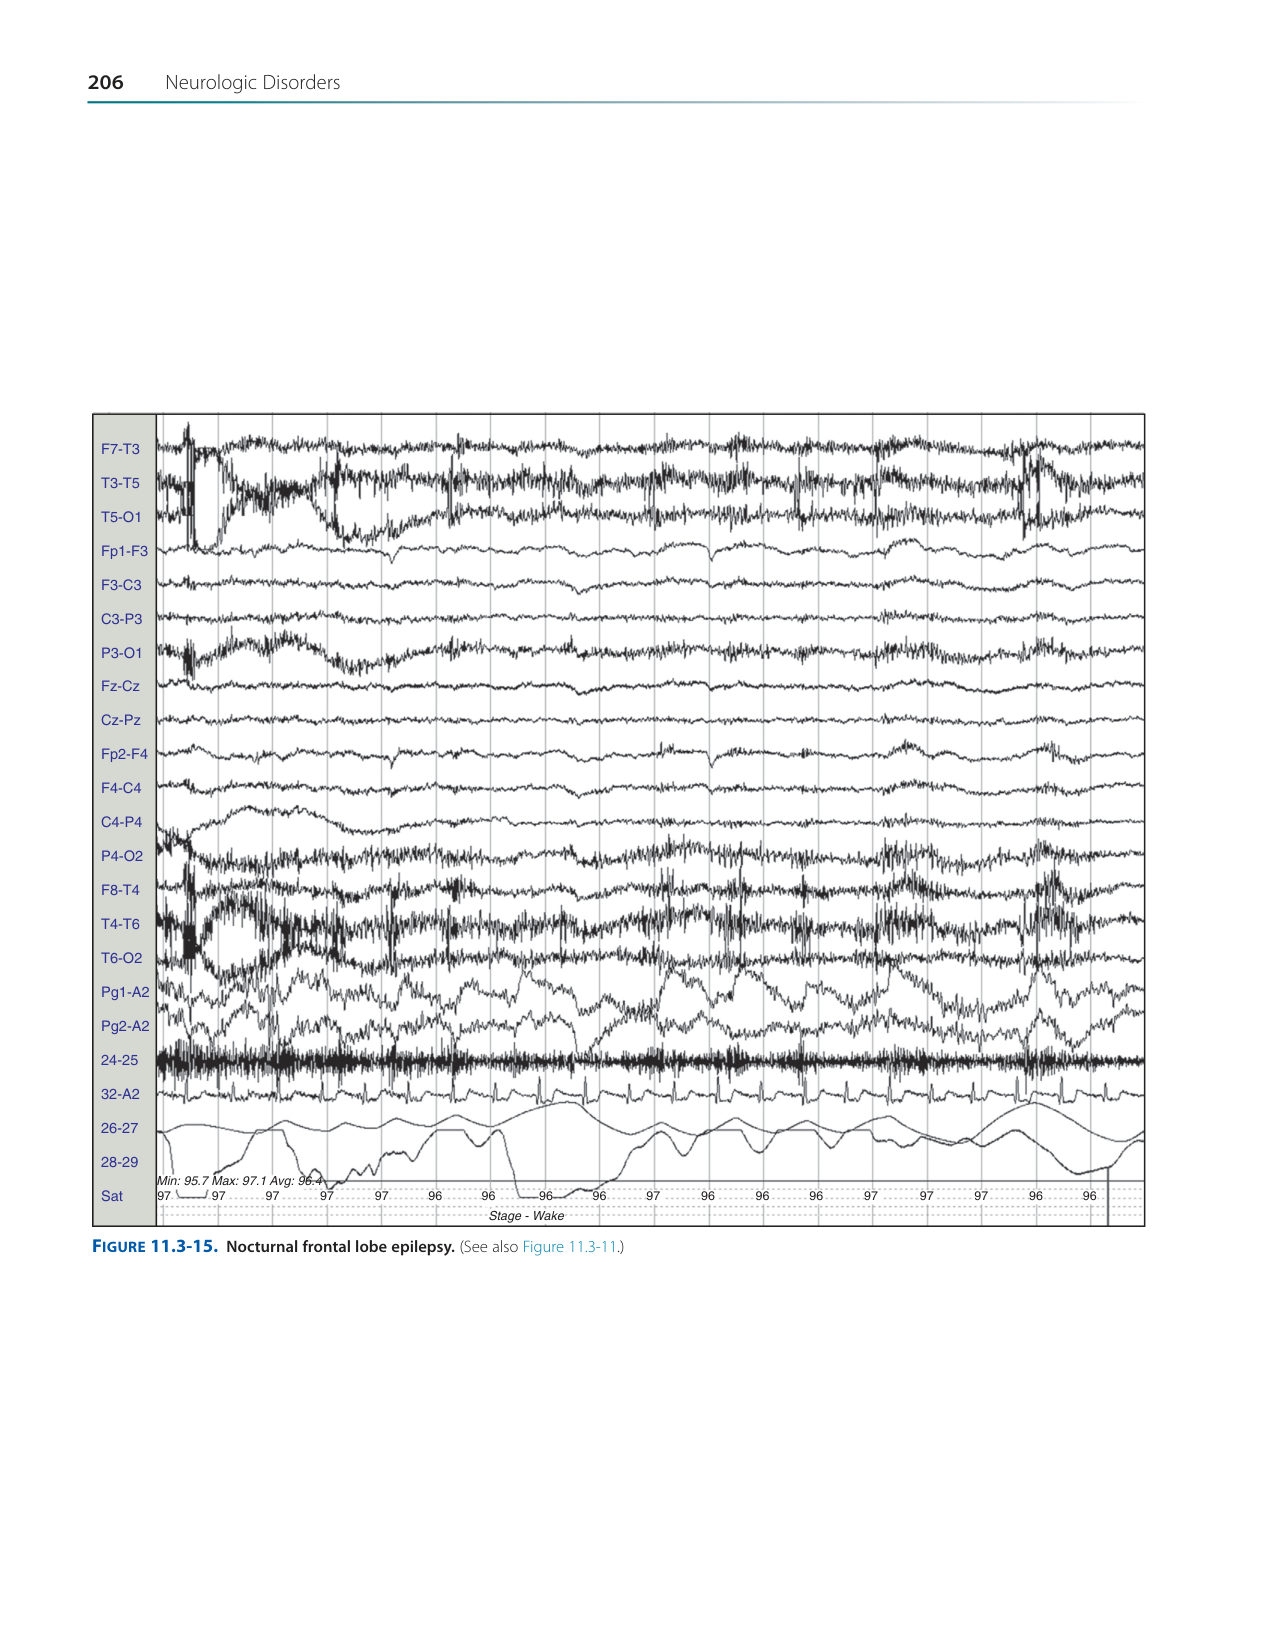 206 Neurologic Disorders
F7-T3
T3-T5
T5-O1
Fp1-F3
F3-C3
C3-P3
P3-O1
Fz-Cz
Cz-Pz
Fp2-F4
F4-C4
C4-P4
P4-O2
F8-T4
T4-T6
T6-O2
Pg1-A2
Pg2-A2
24-25
32-A2
26-27
28-29
Min: 95.7 Max: 97.1 Avg: 96.4
Sat 97 97 97 97 97 96 96 96 96 97 96 96 96 97 97 97 96 96
Stage - Wake
FIGURE 11.3-15. Nocturnal frontal lobe epilepsy. (See also Figure 11.3-11.)